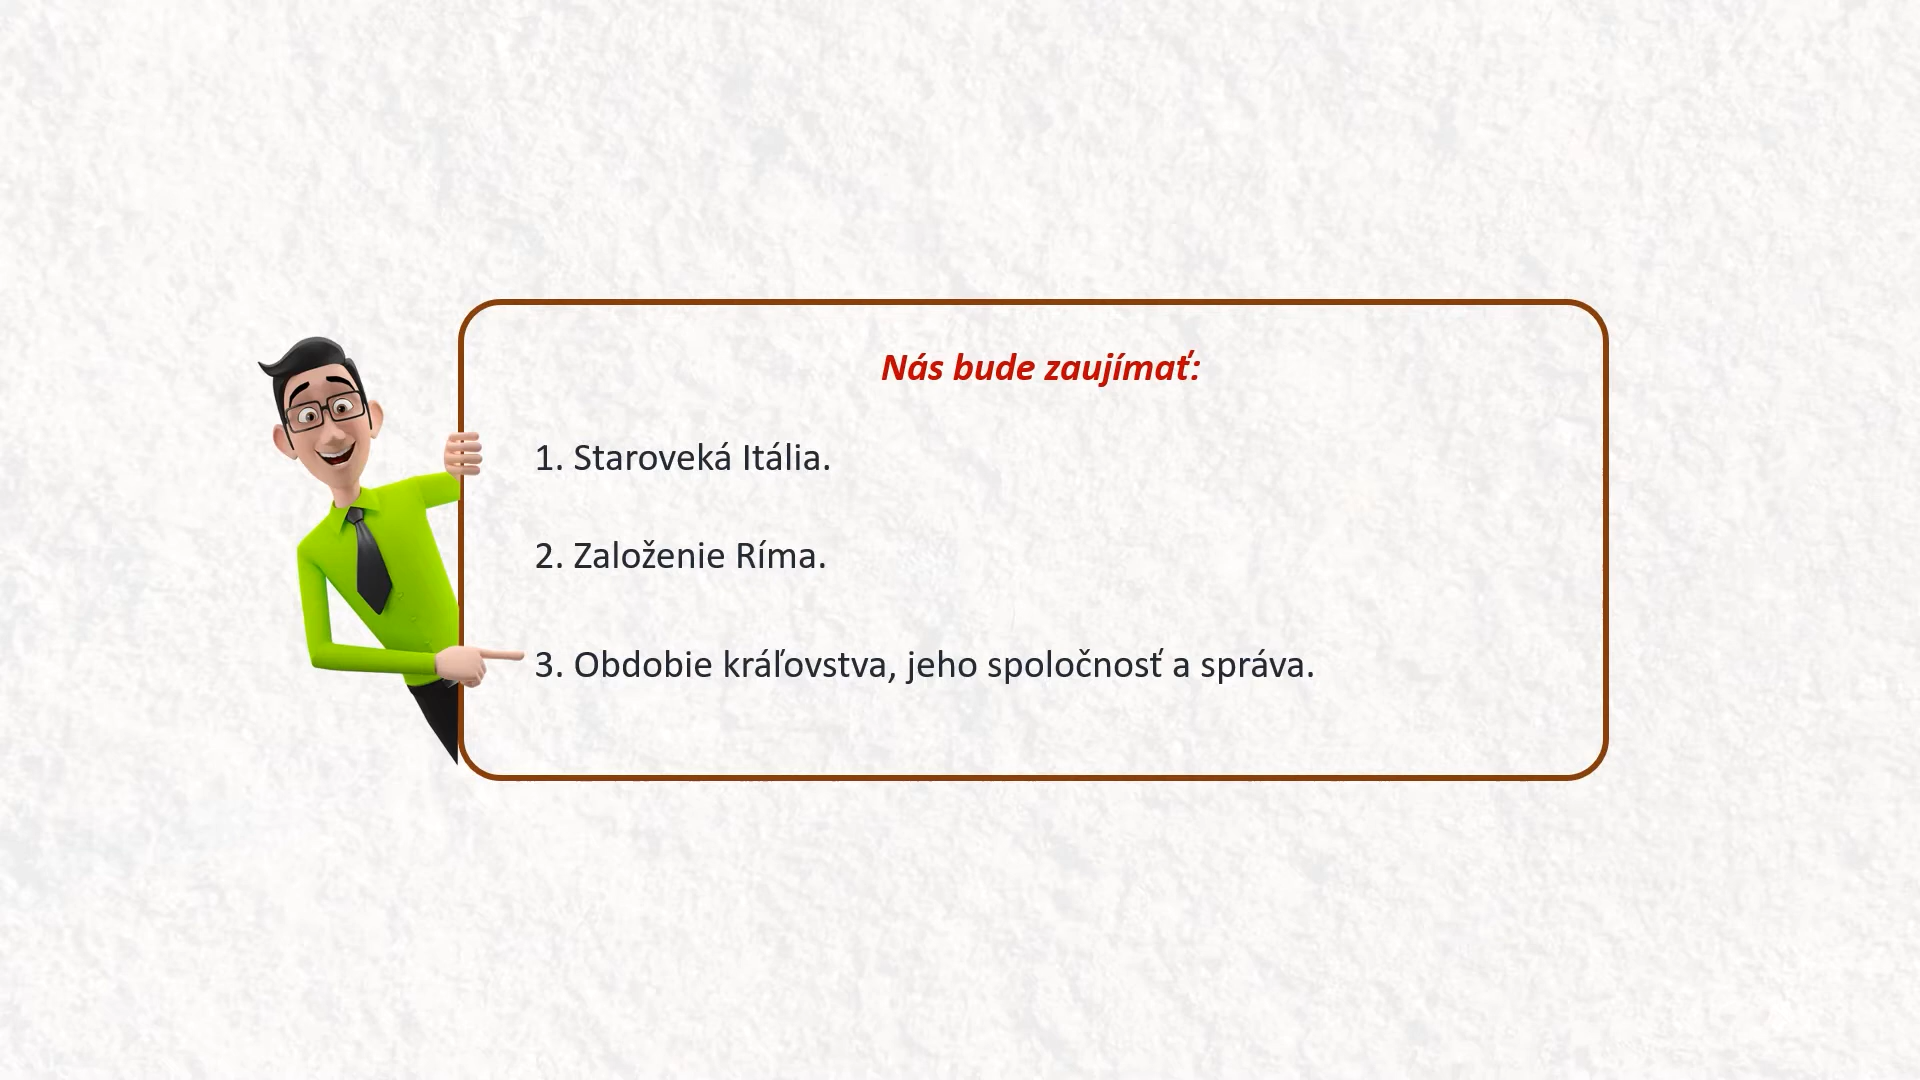 Nás bude zaujímať:
1. Staroveká Itália.
2. Založenie Ríma.
3. Obdobie kráľovstva, jeho spoločnosť a správa.